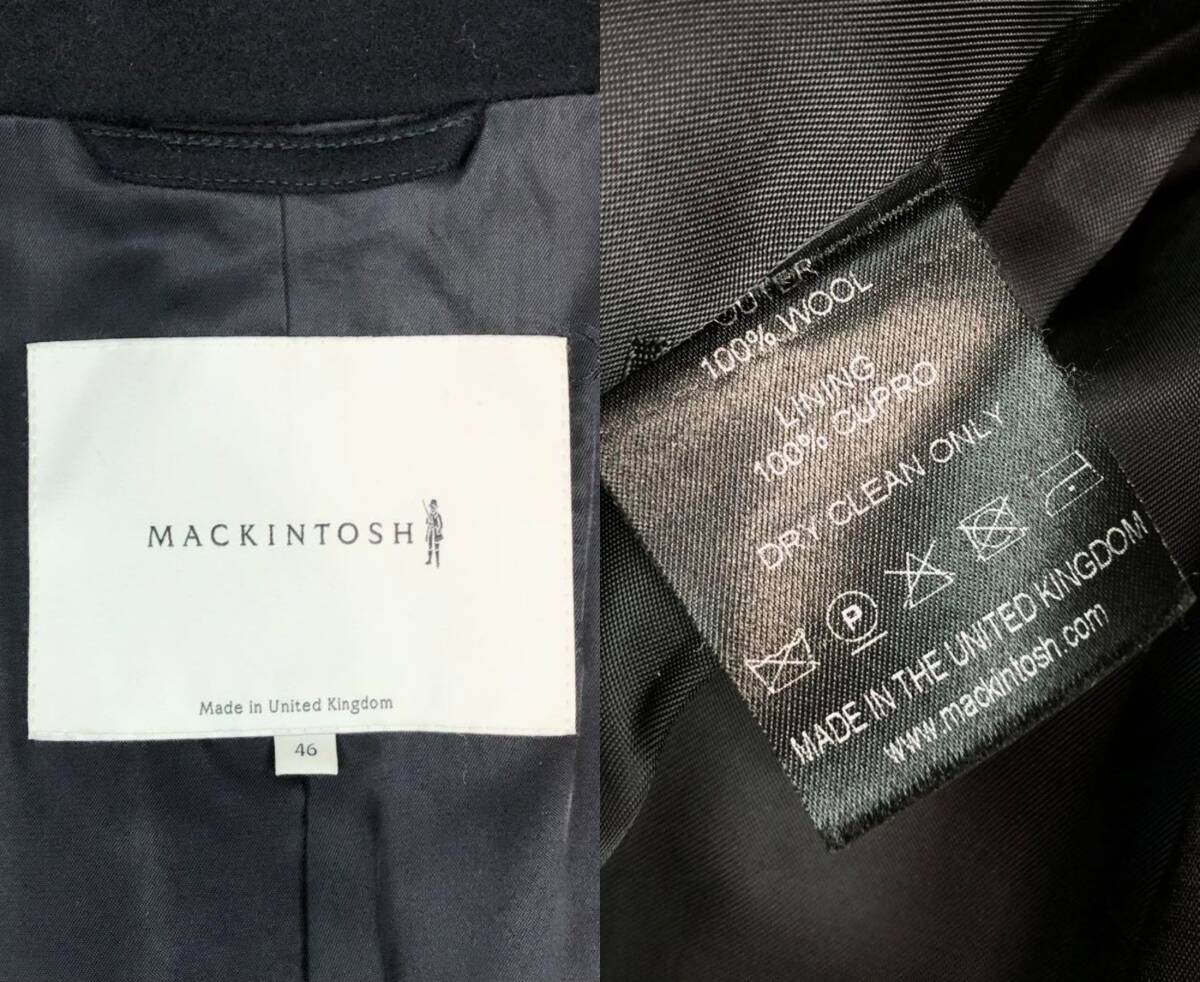 MACKINTOSH
Made in United Kingdom
46
OUTER
100% WOOL
LINING
100% CUPRO
DRY CLEAN ONLY
P
MADE IN THE UNITED KINGDOM
www.mackintosh.com